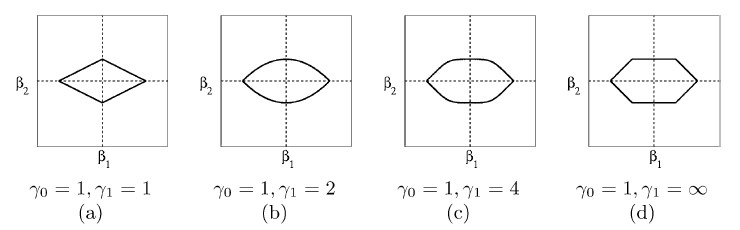 β₂ β₂ β₂ β₂
β₁ β₁ β₁ β₁
γ₀ = 1, γ₁ = 1 γ₀ = 1, γ₁ = 2 γ₀ = 1, γ₁ = 4 γ₀ = 1, γ₁ = ∞
(a) (b) (c) (d)